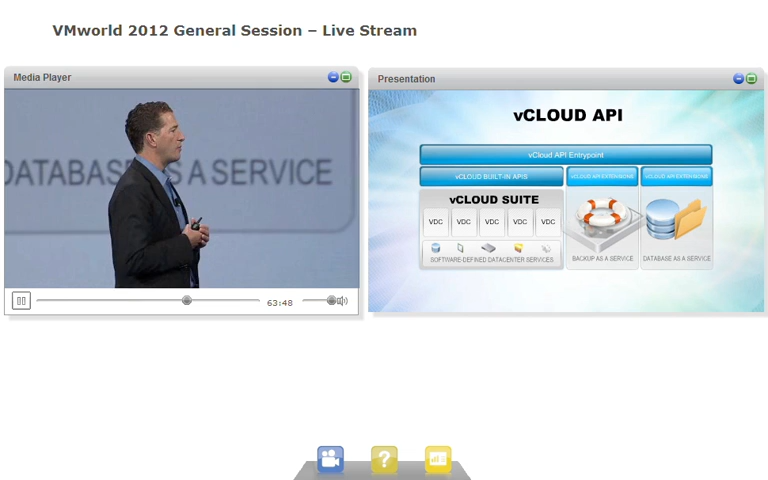 VMworld 2012 General Session – Live Stream
Media Player
DATABASE AS A SERVICE
63:48
Presentation
vCLOUD API
vCloud API Entrypoint
vCLOUD BUILT-IN APIS
vCLOUD API EXTENSIONS
vCLOUD API EXTENSIONS
vCLOUD SUITE
VDC VDC VDC VDC VDC
SOFTWARE-DEFINED DATACENTER SERVICES
BACKUP AS A SERVICE
DATABASE AS A SERVICE
?